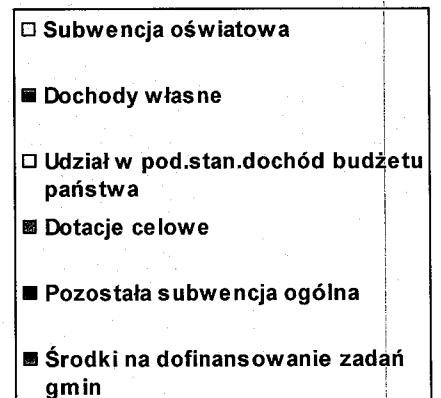 Subwencja oświatowa
Dochody własne
Udział w pod.stan.dochód budżetu
państwa
Dotacje celowe
Pozostała subwencja ogólna
Środki na dofinansowanie zadań
gmin